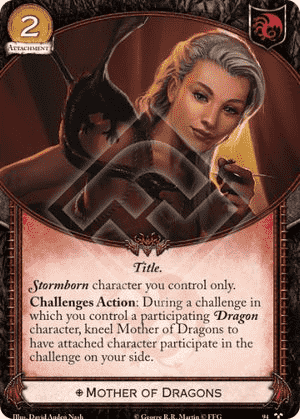 2
Attachment
Title.
Stormborn character you control only.
Challenges Action: During a challenge in
which you control a participating Dragon
character, kneel Mother of Dragons to
have attached character participate in the
challenge on your side.
Mother of Dragons
Illus. David Auden Nash © George R.R. Martin © FFG 94